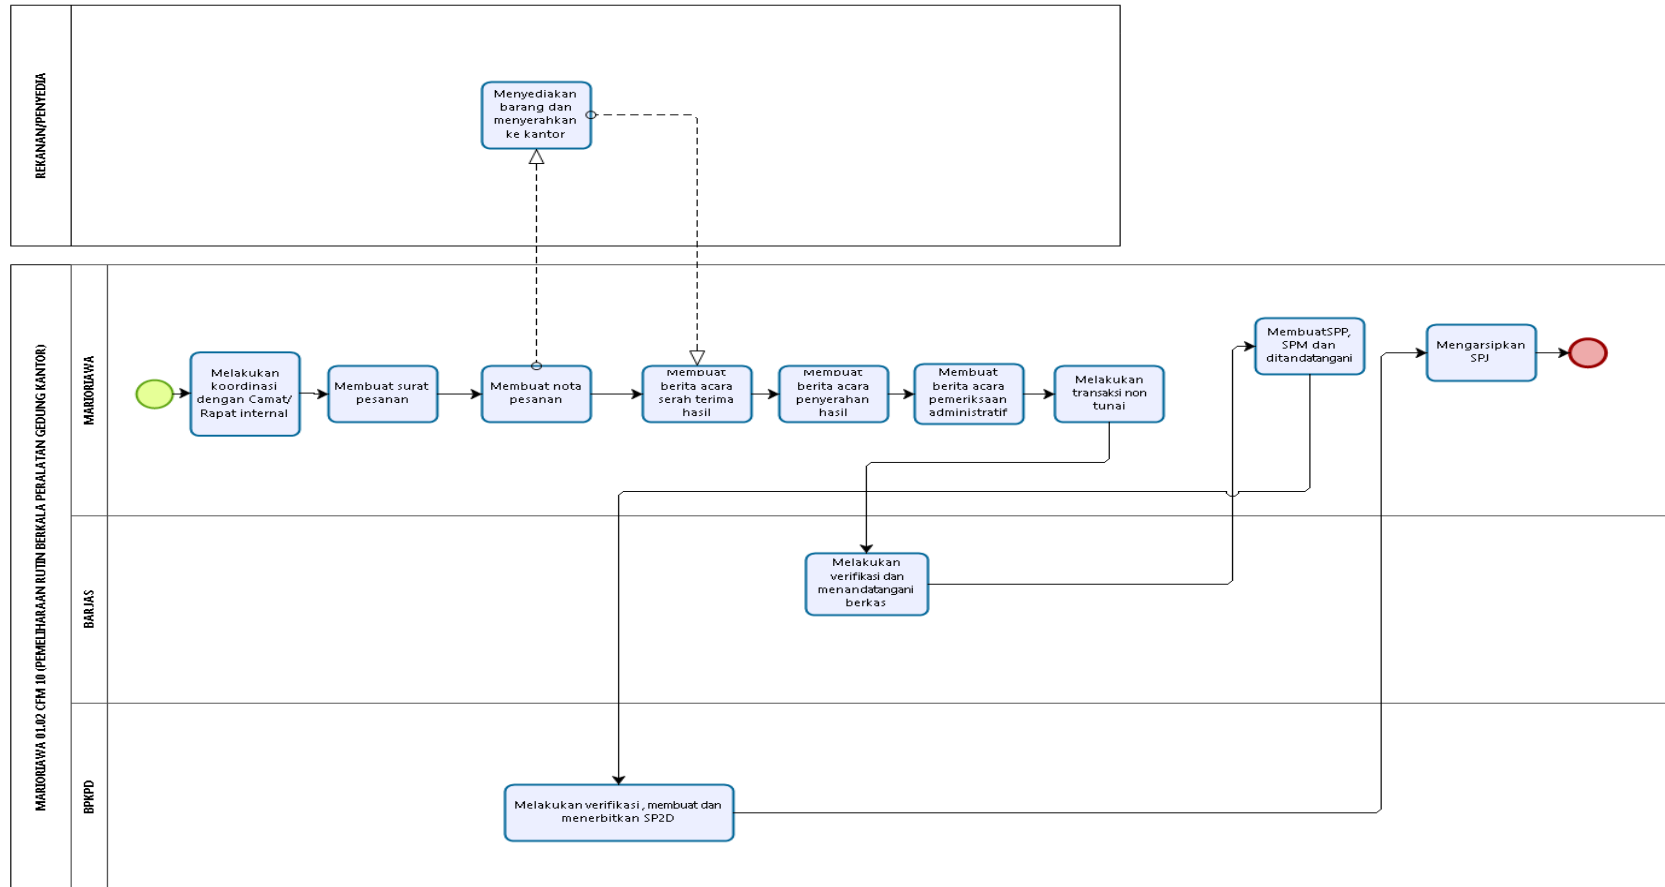 REKANAN/PENYEDIA
Menyediakan
barang dan
menyerahkan
ke kantor
MARIORIAWA 01.02 CFM 10 (PEMELIHARAAN RUTIIN BERKALA PERALATAN GEDUNG KANTOR)
MARIORIAWA
Melakukan
koordinasi
dengan Camat/
Rapat internal
Membuat surat
pesanan
Membuat nota
pesanan
Membuat
berita acara
serah terima
hasil
Membuat
berita acara
penyerahan
hasil
Membuat
berita acara
pemeriksaan
administratif
Melakukan
transaksi non
tunai
MembuatSPP,
SPM dan
ditandatangani
Mengarsipkan
SPJ
BARJAS
Melakukan
verifikasi dan
menandatangani
berkas
BPKPD
Melakukan verifikasi , membuat dan
menerbitkan SP2D